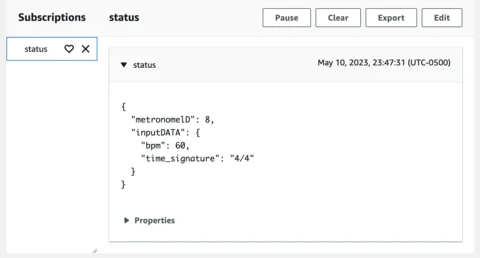 Subscriptions
status
Pause
Clear
Export
Edit
status
status
May 10, 2023, 23:47:31 (UTC-0500)
{
"metronomeID": 8,
"inputDATA": {
"bpm": 60,
"time_signature": "4/4"
}
}
Properties